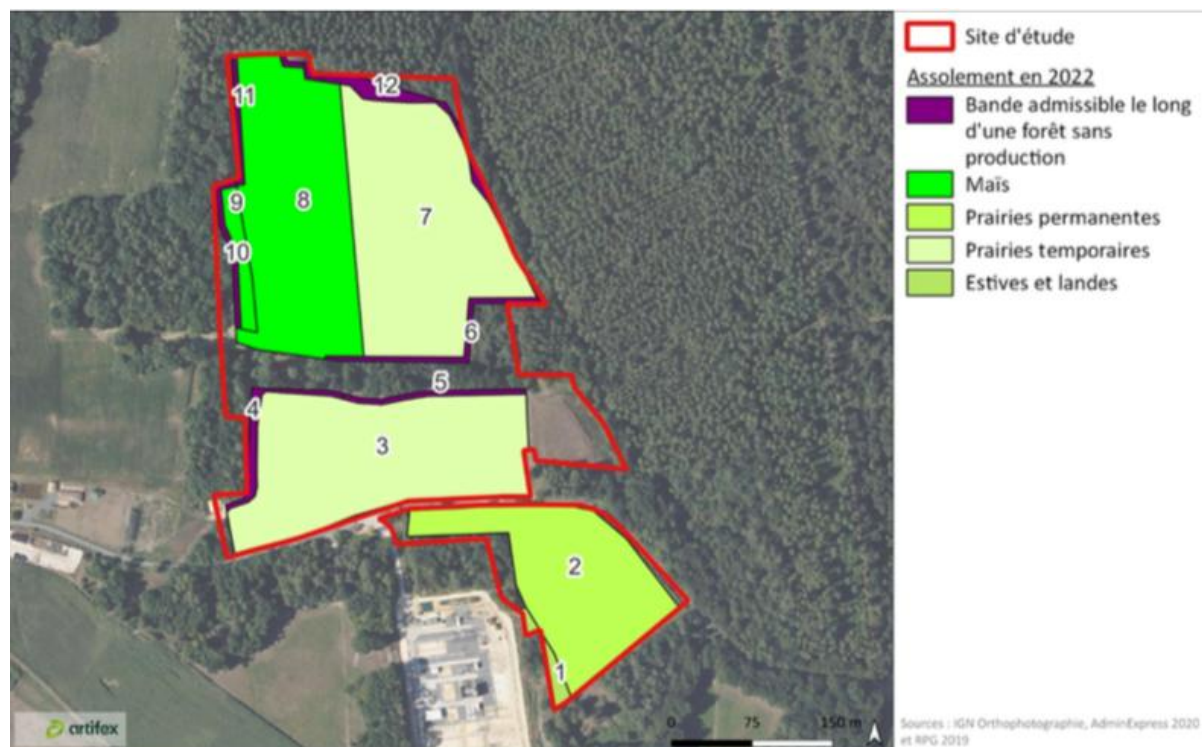 Site d'étude
Assolement en 2022
Bande admissible le long
d'une forêt sans
production
Maïs
Prairies permanentes
Prairies temporaires
Estives et landes
11
12
9
8
7
10
6
5
4
3
2
1
0 75 150 m
artifex
Sources : IGN Orthophotographie, AdminExpress 2020
et RPG 2019